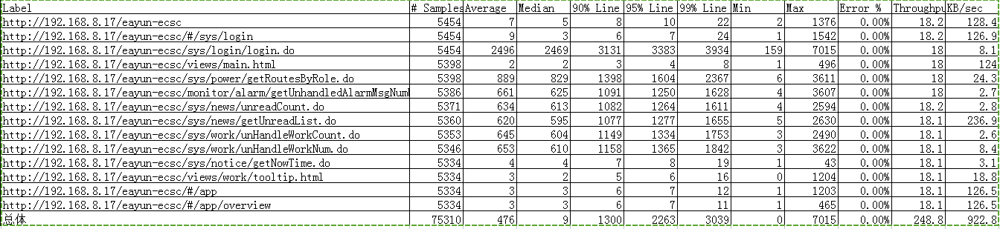 Label # Samples Average Median 90% Line 95% Line 99% Line Min Max Error % Throughpu KB/sec
http://192.168.8.17/eayun-ecsc 5454 7 5 8 10 22 2 1376 0.00% 18.2 128.4
http://192.168.8.17/eayun-ecsc/#/sys/login 5454 9 3 6 7 24 1 1542 0.00% 18.2 126.9
http://192.168.8.17/eayun-ecsc/sys/login/login.do 5454 2496 2469 3131 3383 3934 159 7015 0.00% 18 8.1
http://192.168.8.17/eayun-ecsc/views/main.html 5398 2 2 3 4 8 1 496 0.00% 18 124
http://192.168.8.17/eayun-ecsc/sys/power/getRoutesByRole.do 5398 889 829 1398 1604 2367 6 3611 0.00% 18 24.3
http://192.168.8.17/eayun-ecsc/monitor/alarm/getUnhandledAlarmMsgNum 5386 661 625 1091 1250 1628 4 3607 0.00% 18 2.7
http://192.168.8.17/eayun-ecsc/sys/news/unreadCount.do 5371 634 613 1082 1264 1611 4 2594 0.00% 18.2 2.8
http://192.168.8.17/eayun-ecsc/sys/news/getUnreadList.do 5360 620 595 1077 1277 1655 5 2630 0.00% 18.1 236.9
http://192.168.8.17/eayun-ecsc/sys/work/unHandleWorkCount.do 5353 645 604 1149 1334 1753 3 2490 0.00% 18.1 2.6
http://192.168.8.17/eayun-ecsc/sys/work/unHandleWorkNum.do 5346 653 610 1158 1365 1842 3 3622 0.00% 18.1 8.4
http://192.168.8.17/eayun-ecsc/sys/notice/getNowTime.do 5334 4 4 7 8 19 1 43 0.00% 18.1 3.1
http://192.168.8.17/eayun-ecsc/views/work/tooltip.html 5334 3 2 5 6 16 0 1204 0.00% 18.1 18.8
http://192.168.8.17/eayun-ecsc/#/app 5334 3 3 6 7 12 1 1203 0.00% 18.1 126.5
http://192.168.8.17/eayun-ecsc/#/app/overview 5334 3 3 6 7 11 1 465 0.00% 18.1 126.5
总体 75310 476 9 1300 2263 3039 0 7015 0.00% 248.8 922.8